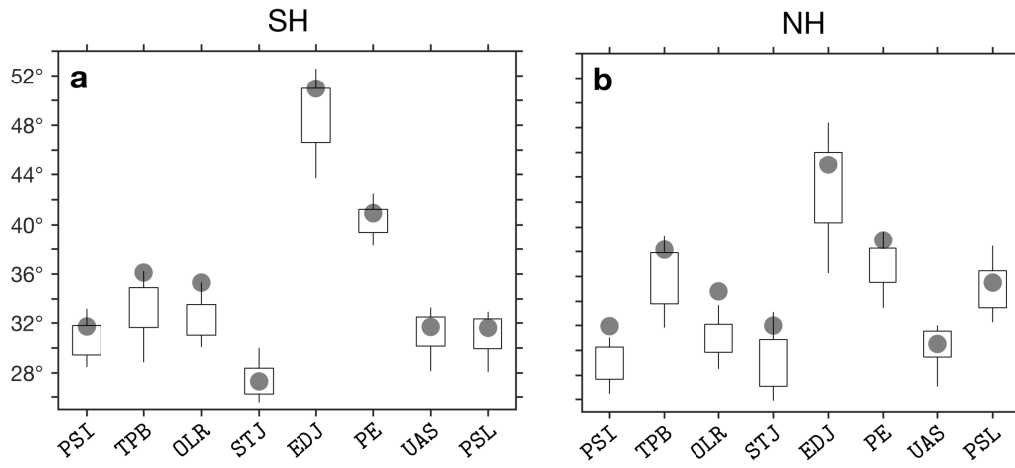 SH
NH
a
b
52°
48°
44°
40°
36°
32°
28°
PSI TPB OLR STJ EDJ PE UAS PSL
PSI TPB OLR STJ EDJ PE UAS PSL